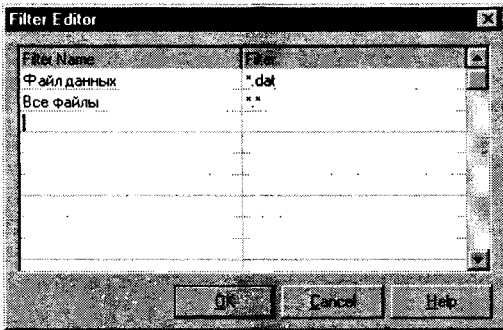 Filter Editor
Filter Name Filter
Файл данных *.dat
Все файлы *.*
OK Cancel Help